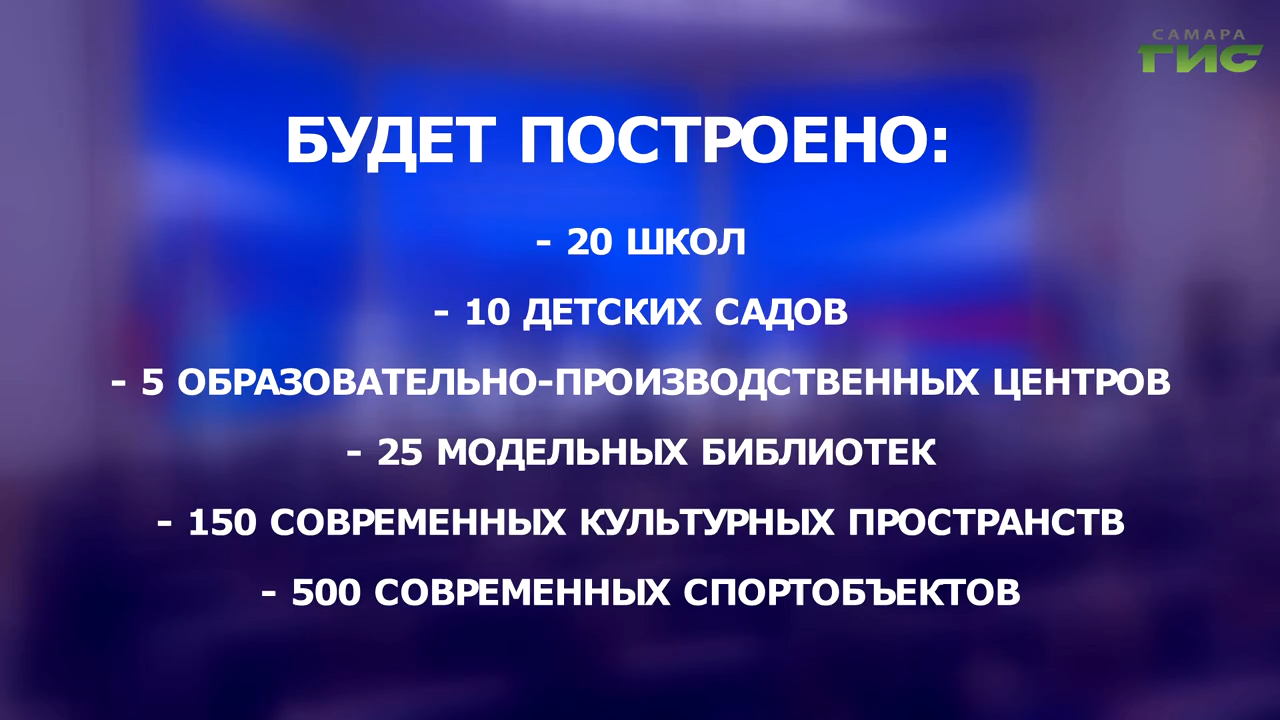 САМАРА
ГИС
БУДЕТ ПОСТРОЕНО:
- 20 ШКОЛ
- 10 ДЕТСКИХ САДОВ
- 5 ОБРАЗОВАТЕЛЬНО-ПРОИЗВОДСТВЕННЫХ ЦЕНТРОВ
- 25 МОДЕЛЬНЫХ БИБЛИОТЕК
- 150 СОВРЕМЕННЫХ КУЛЬТУРНЫХ ПРОСТРАНСТВ
- 500 СОВРЕМЕННЫХ СПОРТОБЪЕКТОВ